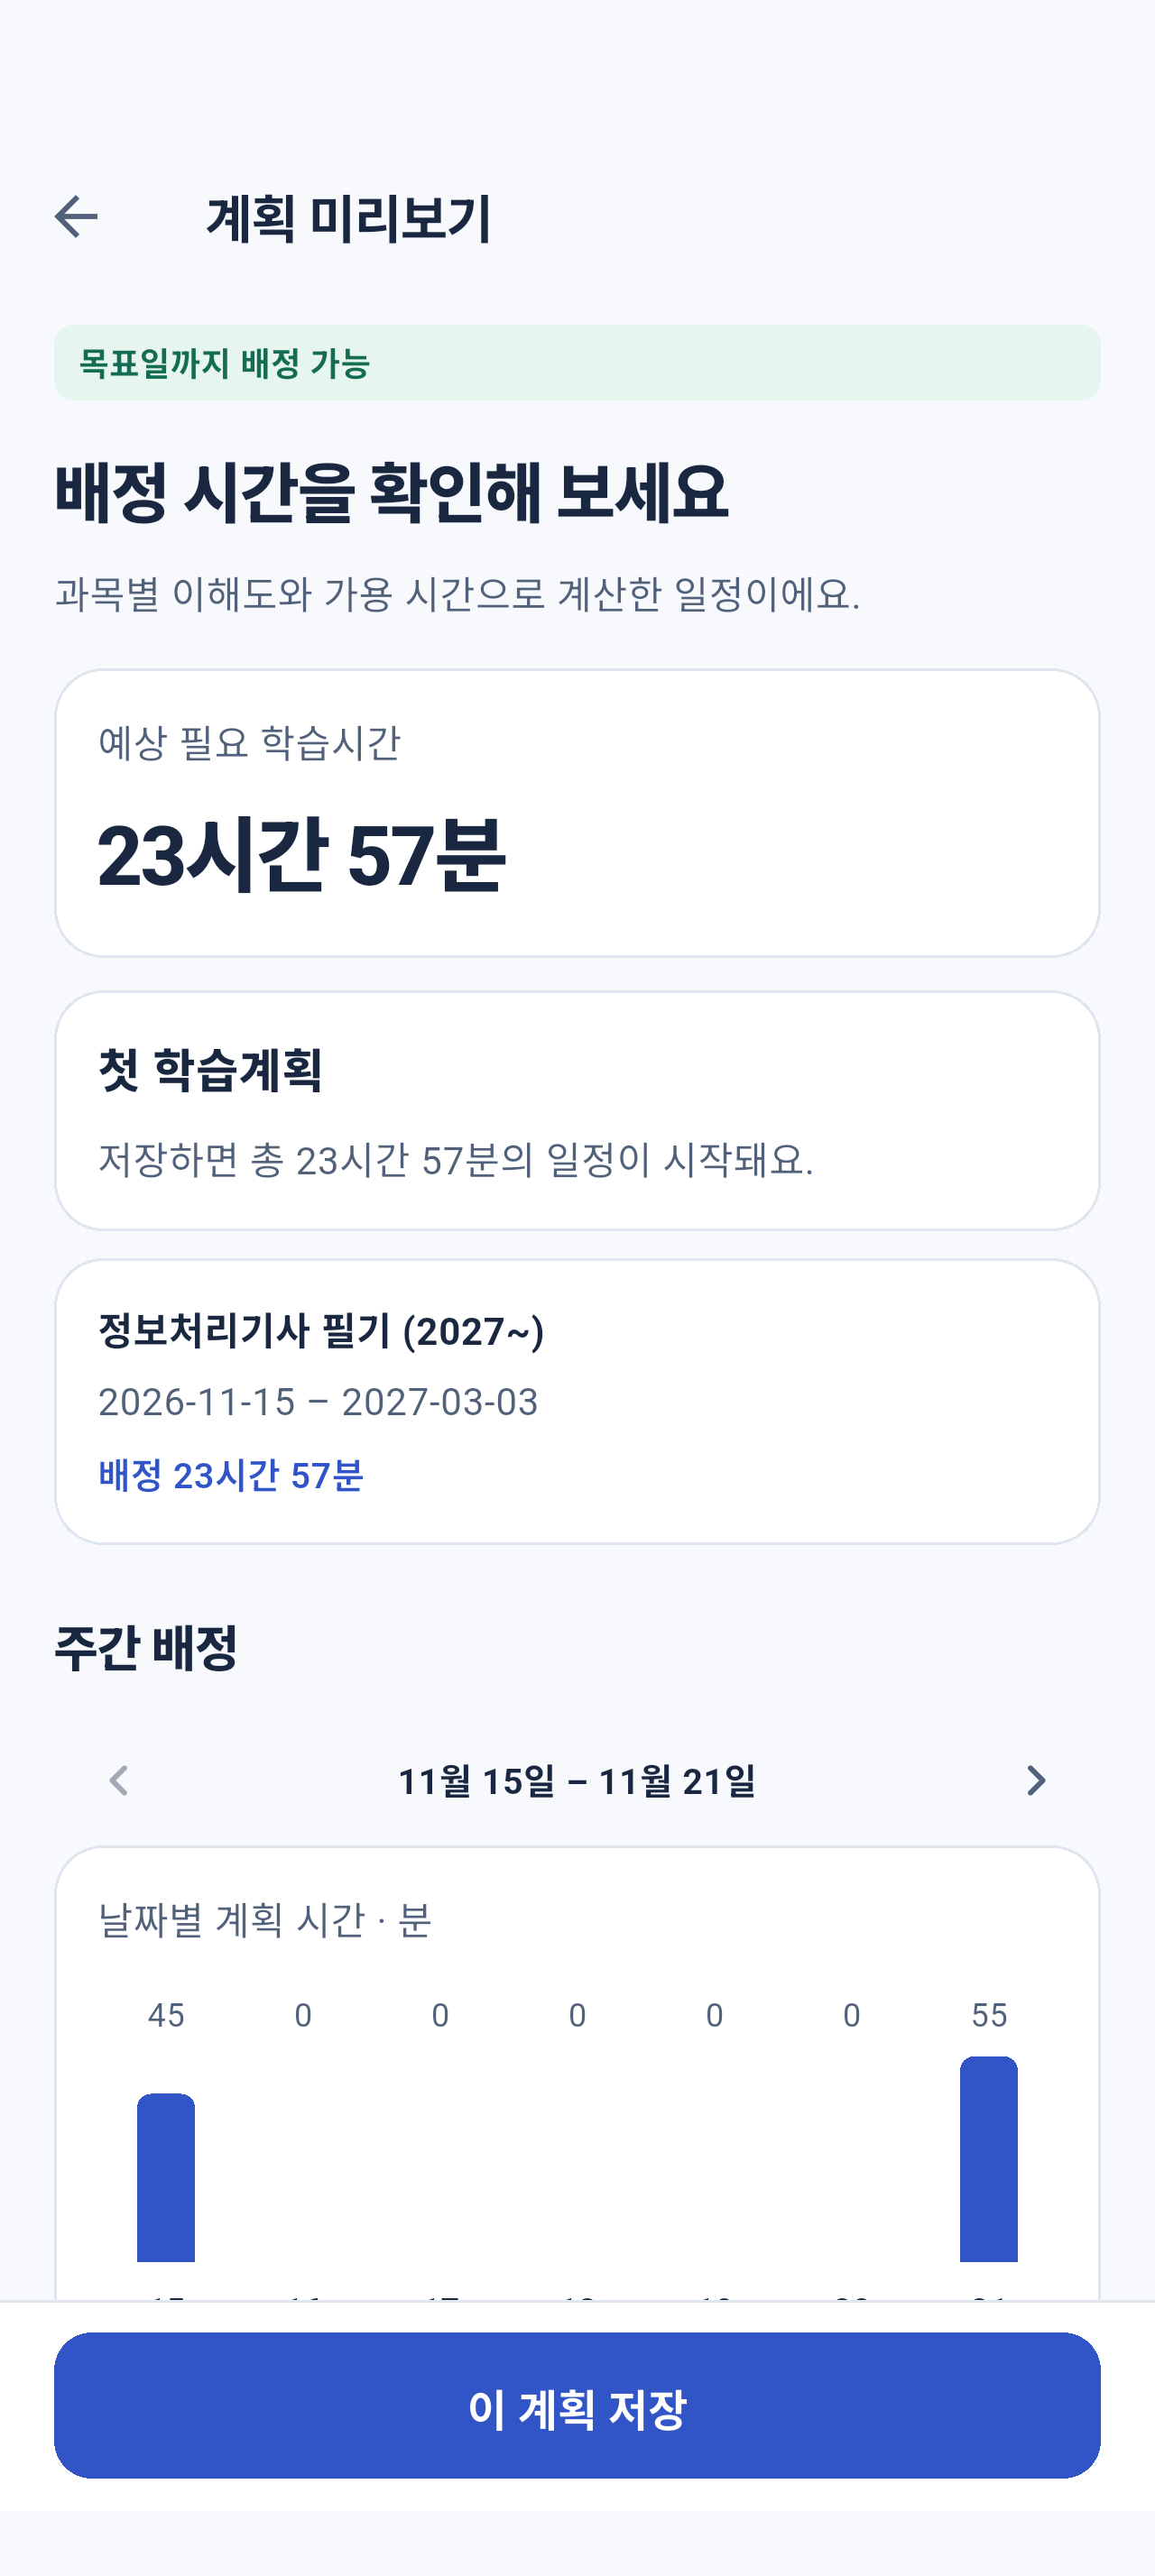 계획 미리보기
목표일까지 배정 가능
배정 시간을 확인해 보세요
과목별 이해도와 가용 시간으로 계산한 일정이에요.
예상 필요 학습시간
23시간 57분
첫 학습계획
저장하면 총 23시간 57분의 일정이 시작돼요.
정보처리기사 필기 (2027~)
2026-11-15 – 2027-03-03
배정 23시간 57분
주간 배정
11월 15일 – 11월 21일
날짜별 계획 시간 · 분
45 0 0 0 0 0 55
이 계획 저장